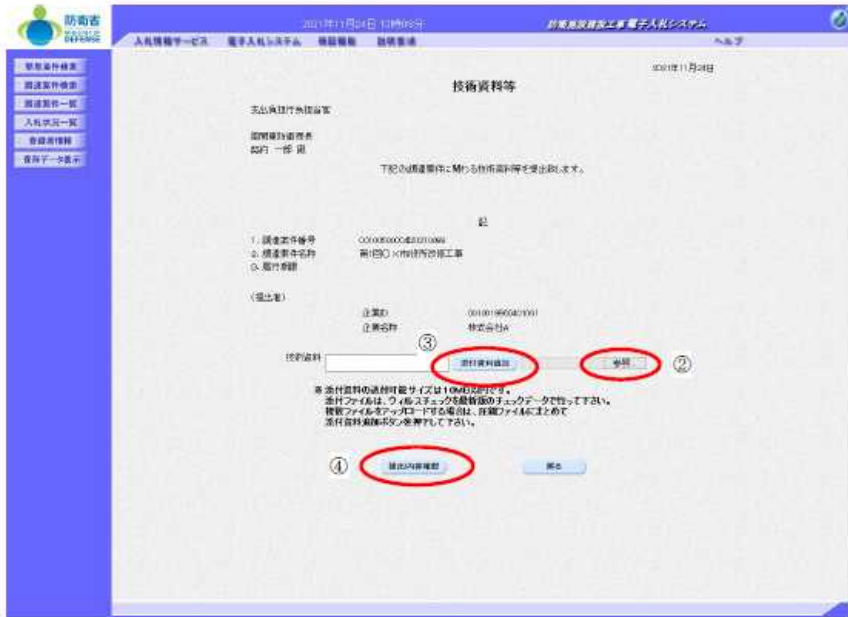 防衛省
2021年11月24日 13時08分
防衛施設建設工事 電子入札システム
入札情報サービス 電子入札システム 検証機能 説明要求 ヘルプ
簡易案件検索
調達案件検索
調達案件一覧
入札状況一覧
登録者情報
保存データ表示
2021年11月24日
技術資料等
支出負担行為担当官
契約 一郎 殿
下記の調達案件に関わる技術資料等を提出致します。
記
1. 調達案件番号
2. 調達案件名称
3. 履行期限
(提出者)
企業ID
企業名称 株式会社A
③
技術資料 添付資料追加 参照... ②
※添付資料の送付可能サイズは10MB以内です。
添付ファイルは、ウィルスチェックを最新版のチェックデータで行って下さい。
複数ファイルをアップロードする場合は、圧縮ファイルにまとめて
添付資料追加ボタンを押下して下さい。
④ 提出内容確認 戻る